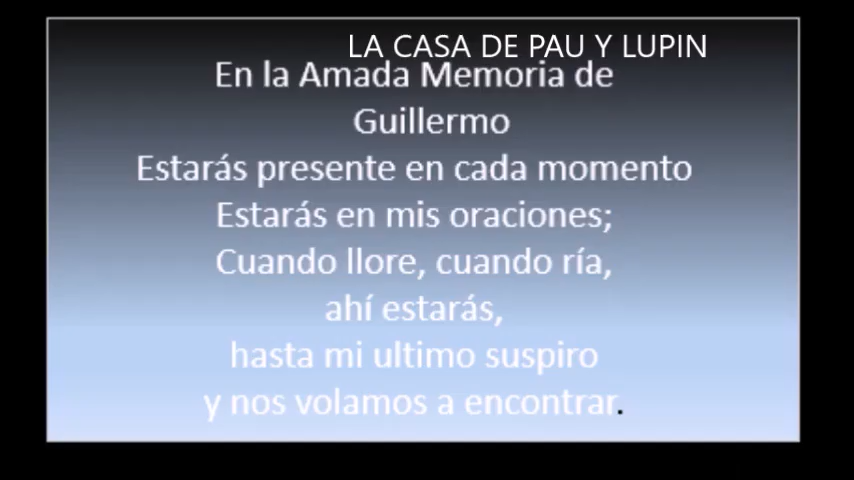 LA CASA DE PAU Y LUPIN
En la Amada Memoria de
Guillermo
Estarás presente en cada momento
Estarás en mis oraciones;
Cuando llore, cuando ría,
ahí estarás,
hasta mi ultimo suspiro
y nos volamos a encontrar.